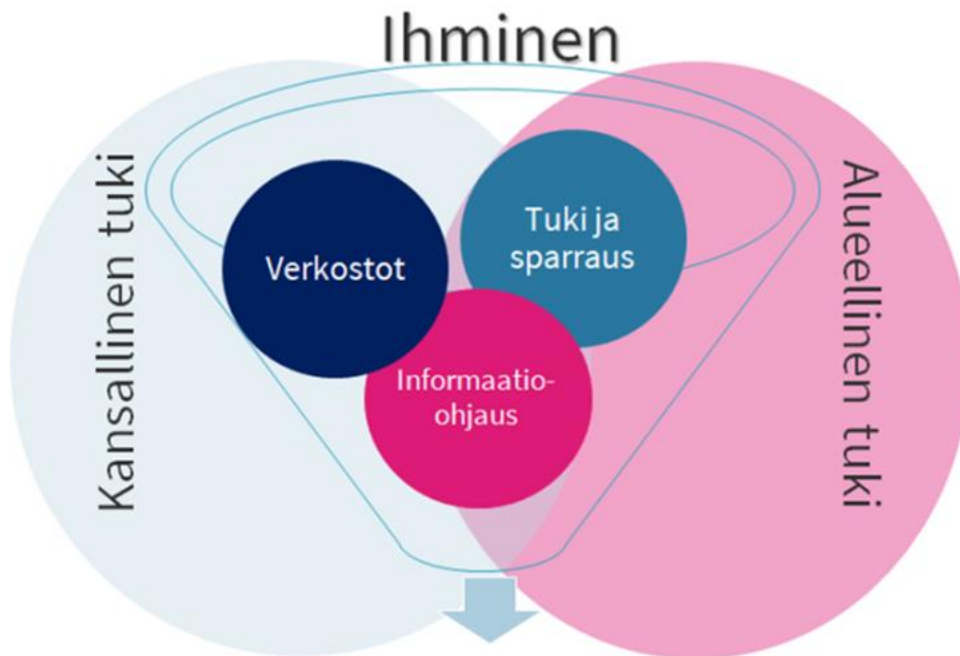 Ihminen
Kansallinen tuki
Verkostot
Tuki ja
sparraus
Informaatio-
ohjaus
Alueellinen tuki